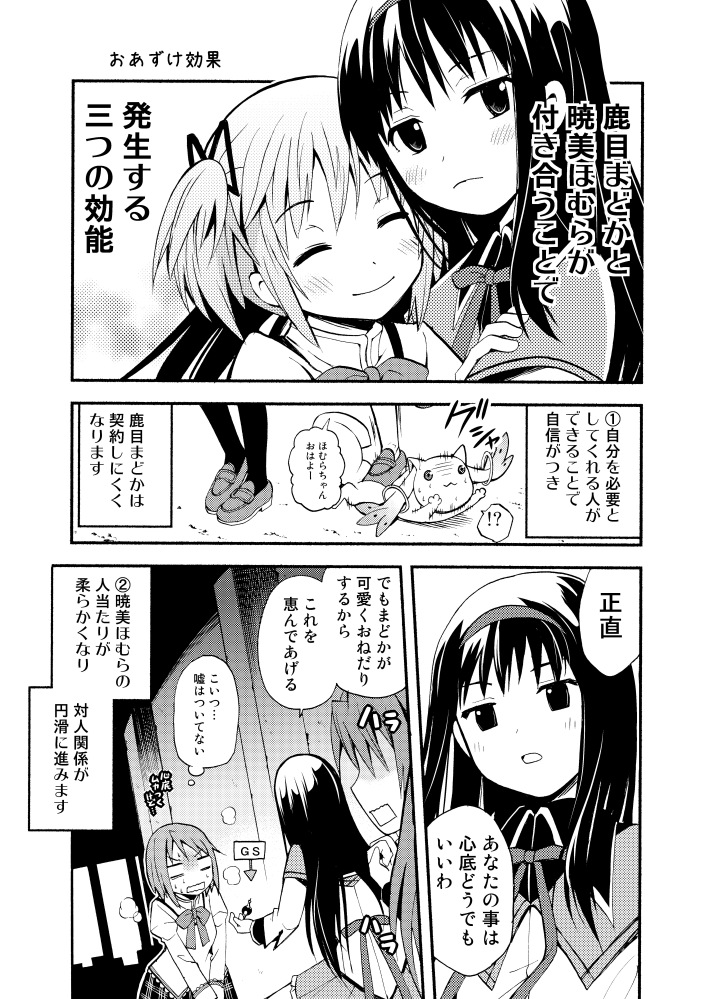 おあずけ効果
鹿目まどかと
暁美ほむらが
付き合うことで
発生する
三つの効能
①自分を必要と
してくれる人が
できることで
自信がつき
グシャッ
ほむらちゃん
おはよー
!?
鹿目まどかは
契約しにくく
なります
正直
あなたの事は
心底どうでも
いいわ
でもまどかが
可愛くおねだり
するから
これを
恵んであげる
ハラ
ハラ
こいつ…
嘘はついてない
GS
②暁美ほむらの
人当たりが
柔らかくなり
対人関係が
円滑に進みます